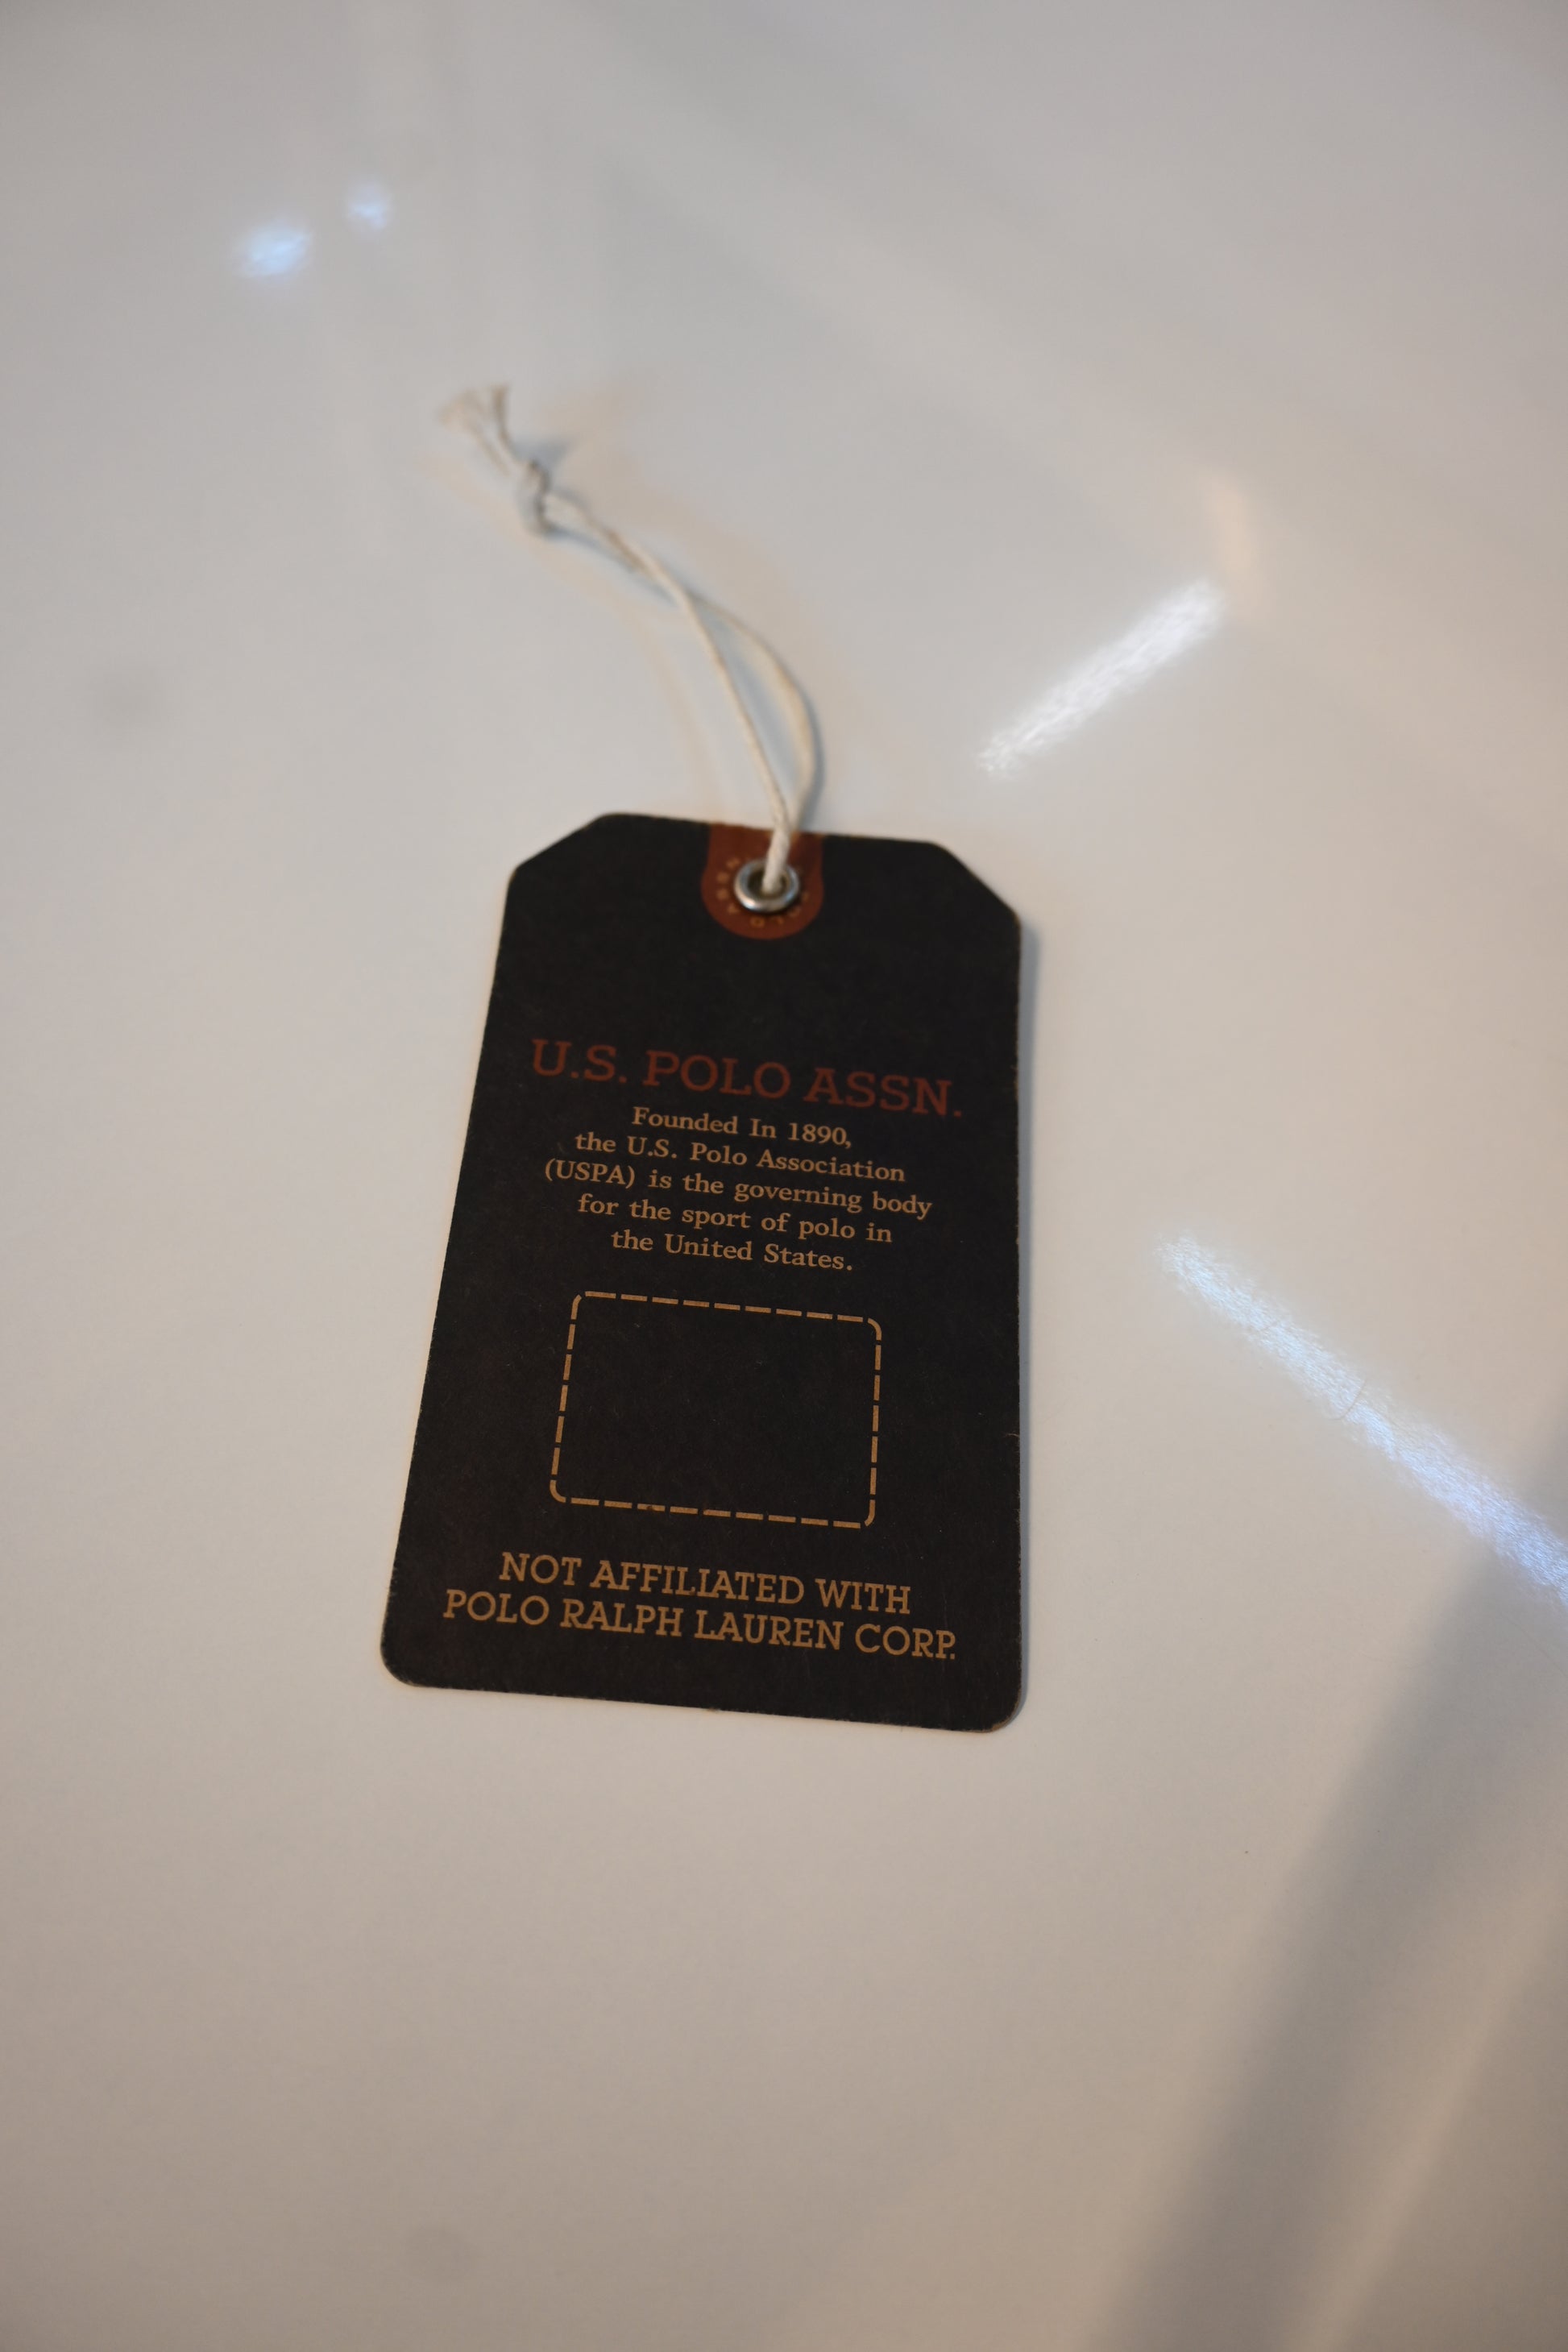 U.S. POLO ASSN.
Founded In 1890,
the U.S. Polo Association
(USPA) is the governing body
for the sport of polo in
the United States.
NOT AFFILIATED WITH
POLO RALPH LAUREN CORP.